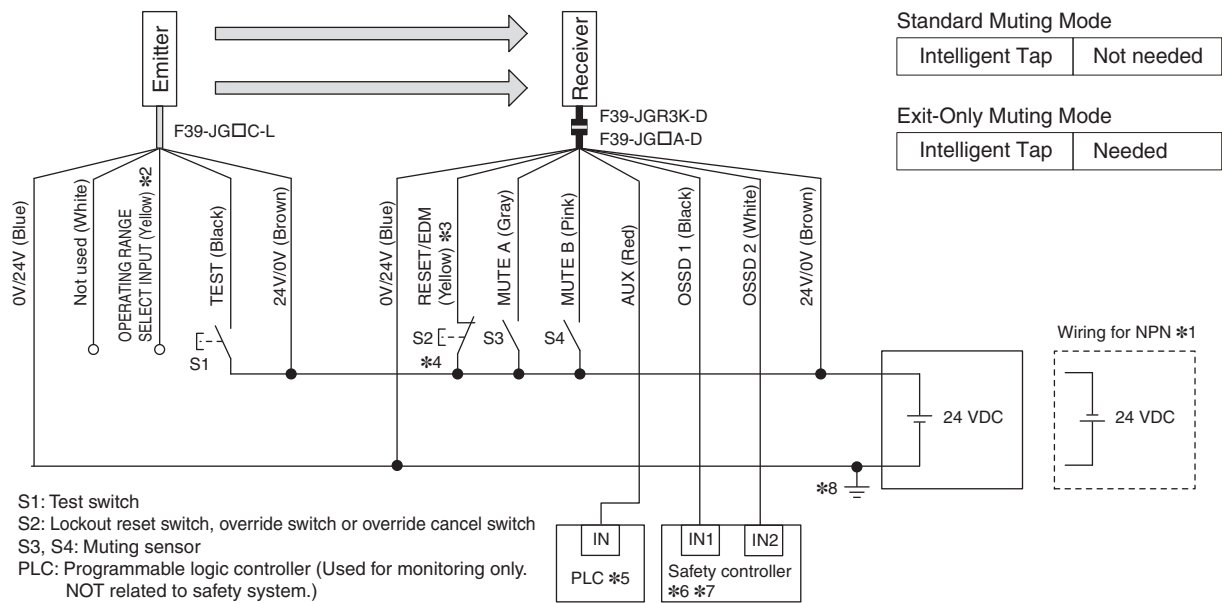 Emitter
Receiver
F39-JG□C-L
F39-JGR3K-D
F39-JG□A-D
Standard Muting Mode
Intelligent Tap Not needed
Exit-Only Muting Mode
Intelligent Tap Needed
0V/24V (Blue)
Not used (White)
OPERATING RANGE
SELECT INPUT (Yellow) *2
TEST (Black)
24V/0V (Brown)
0V/24V (Blue)
RESET/EDM
(Yellow) *3
MUTE A (Gray)
MUTE B (Pink)
AUX (Red)
OSSD 1 (Black)
OSSD 2 (White)
24V/0V (Brown)
S1
S2
*4
S3
S4
24 VDC
Wiring for NPN *1
24 VDC
*8
S1: Test switch
S2: Lockout reset switch, override switch or override cancel switch
S3, S4: Muting sensor
PLC: Programmable logic controller (Used for monitoring only.
NOT related to safety system.)
IN
PLC *5
IN1
IN2
Safety controller
*6 *7